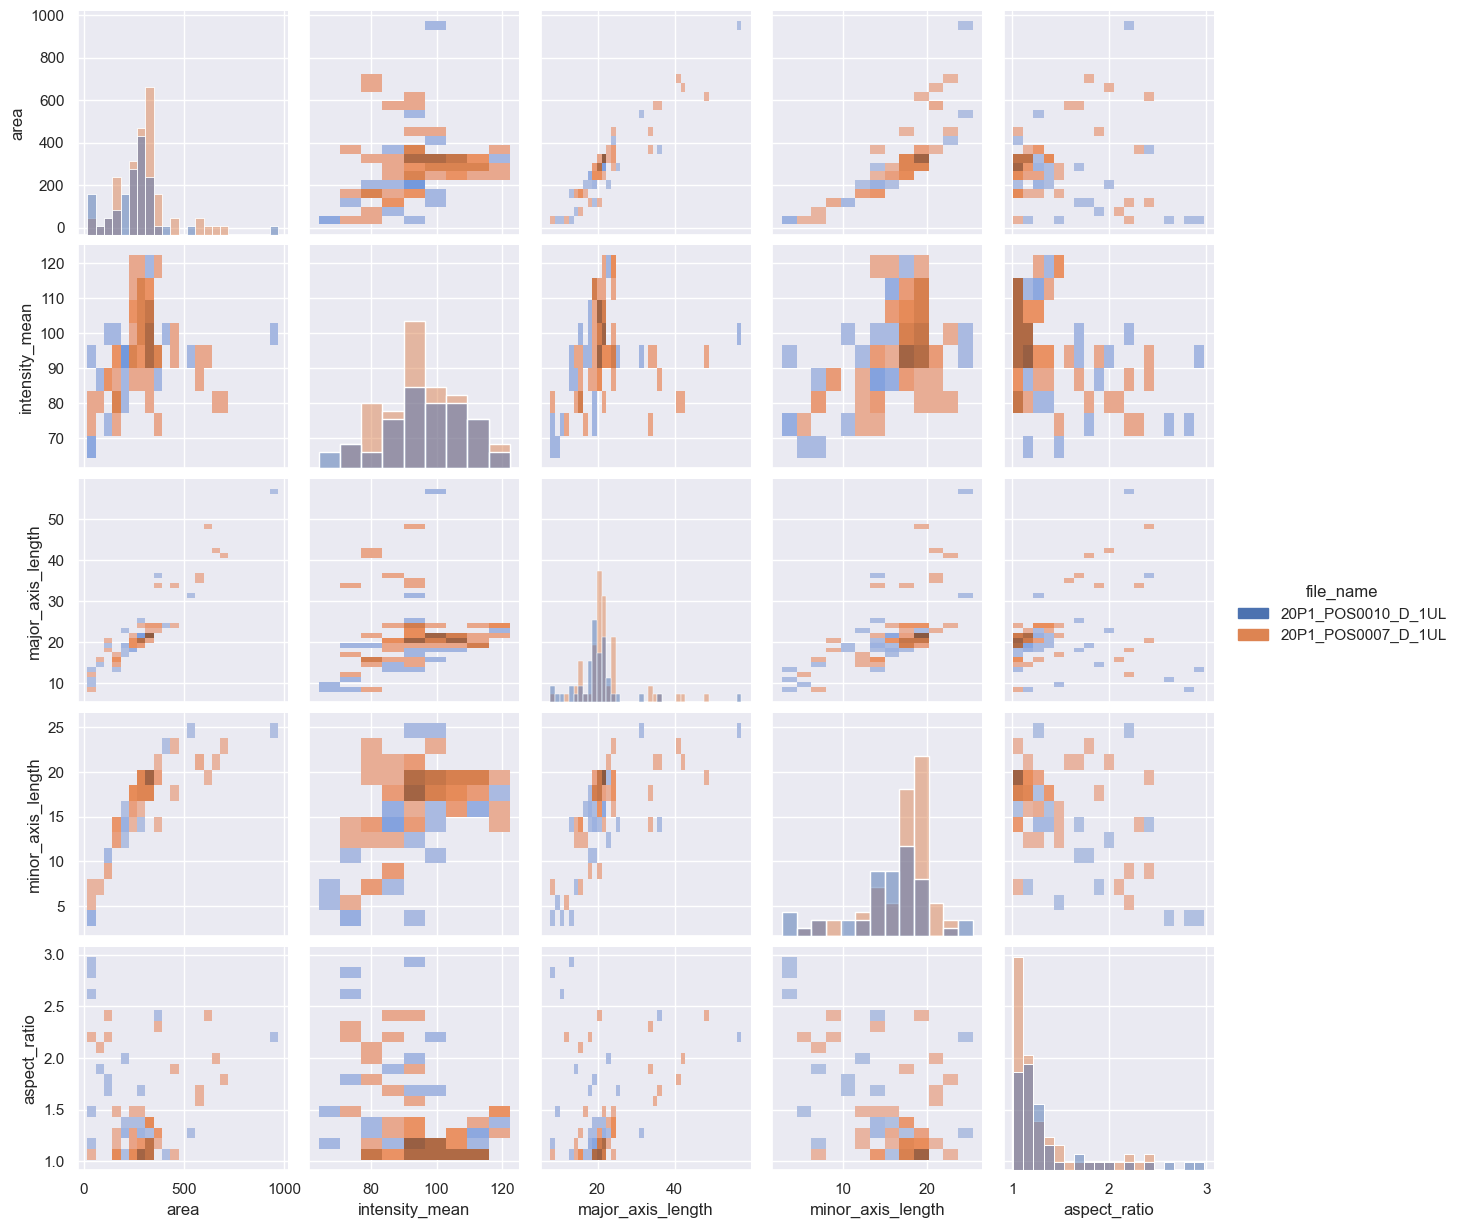 1000
800
600
400
200
0
area
120
110
100
90
80
70
intensity_mean
50
40
30
20
10
major_axis_length
file_name
20P1_POS0010_D_1UL
20P1_POS0007_D_1UL
25
20
15
10
5
minor_axis_length
3.0
2.5
2.0
1.5
1.0
aspect_ratio
0 500 1000
80 100 120
20 40
10 20
1 2 3
area
intensity_mean
major_axis_length
minor_axis_length
aspect_ratio